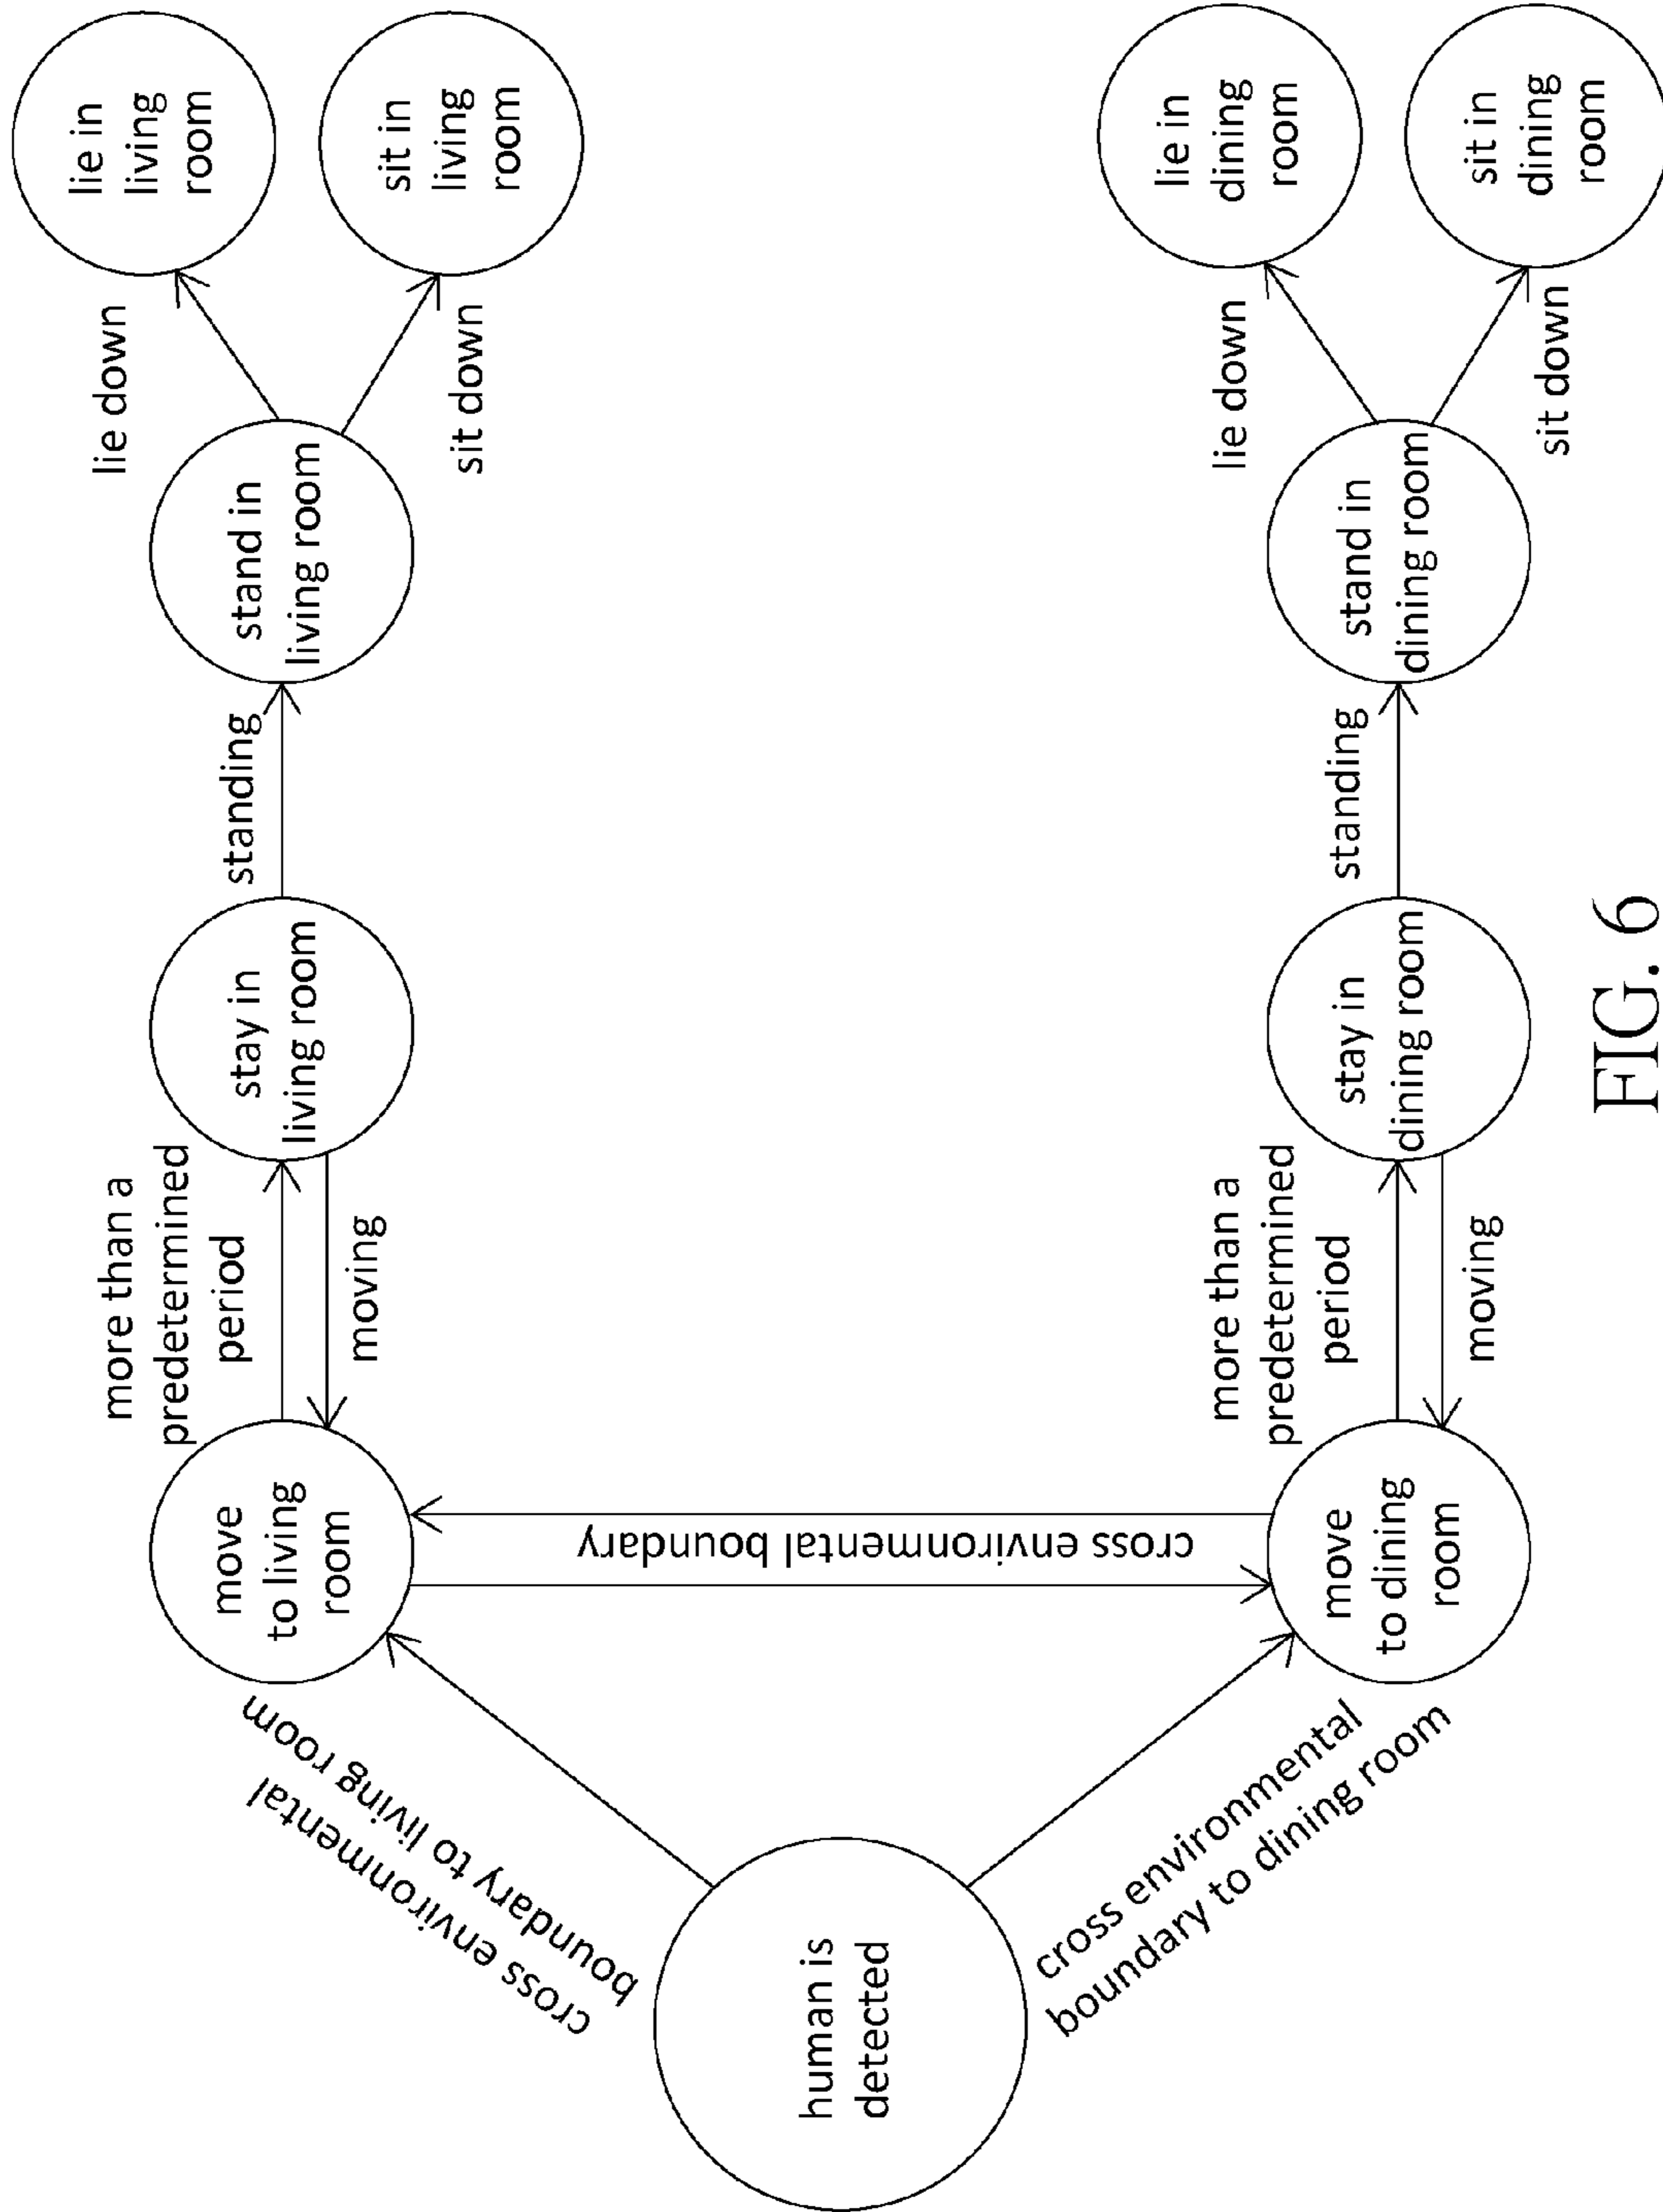 human is
detected
cross environmental
boundary to living room
cross environmental
boundary to dining room
move
to living
room
cross environmental boundary
move
to dining
room
more than a
predetermined
period
moving
more than a
predetermined
period
moving
stay in
living room
stay in
dining room
standing
standing
stand in
living room
stand in
dining room
lie down
sit down
lie down
sit down
lie in
living
room
sit in
living
room
lie in
dining
room
sit in
dining
room
FIG. 6